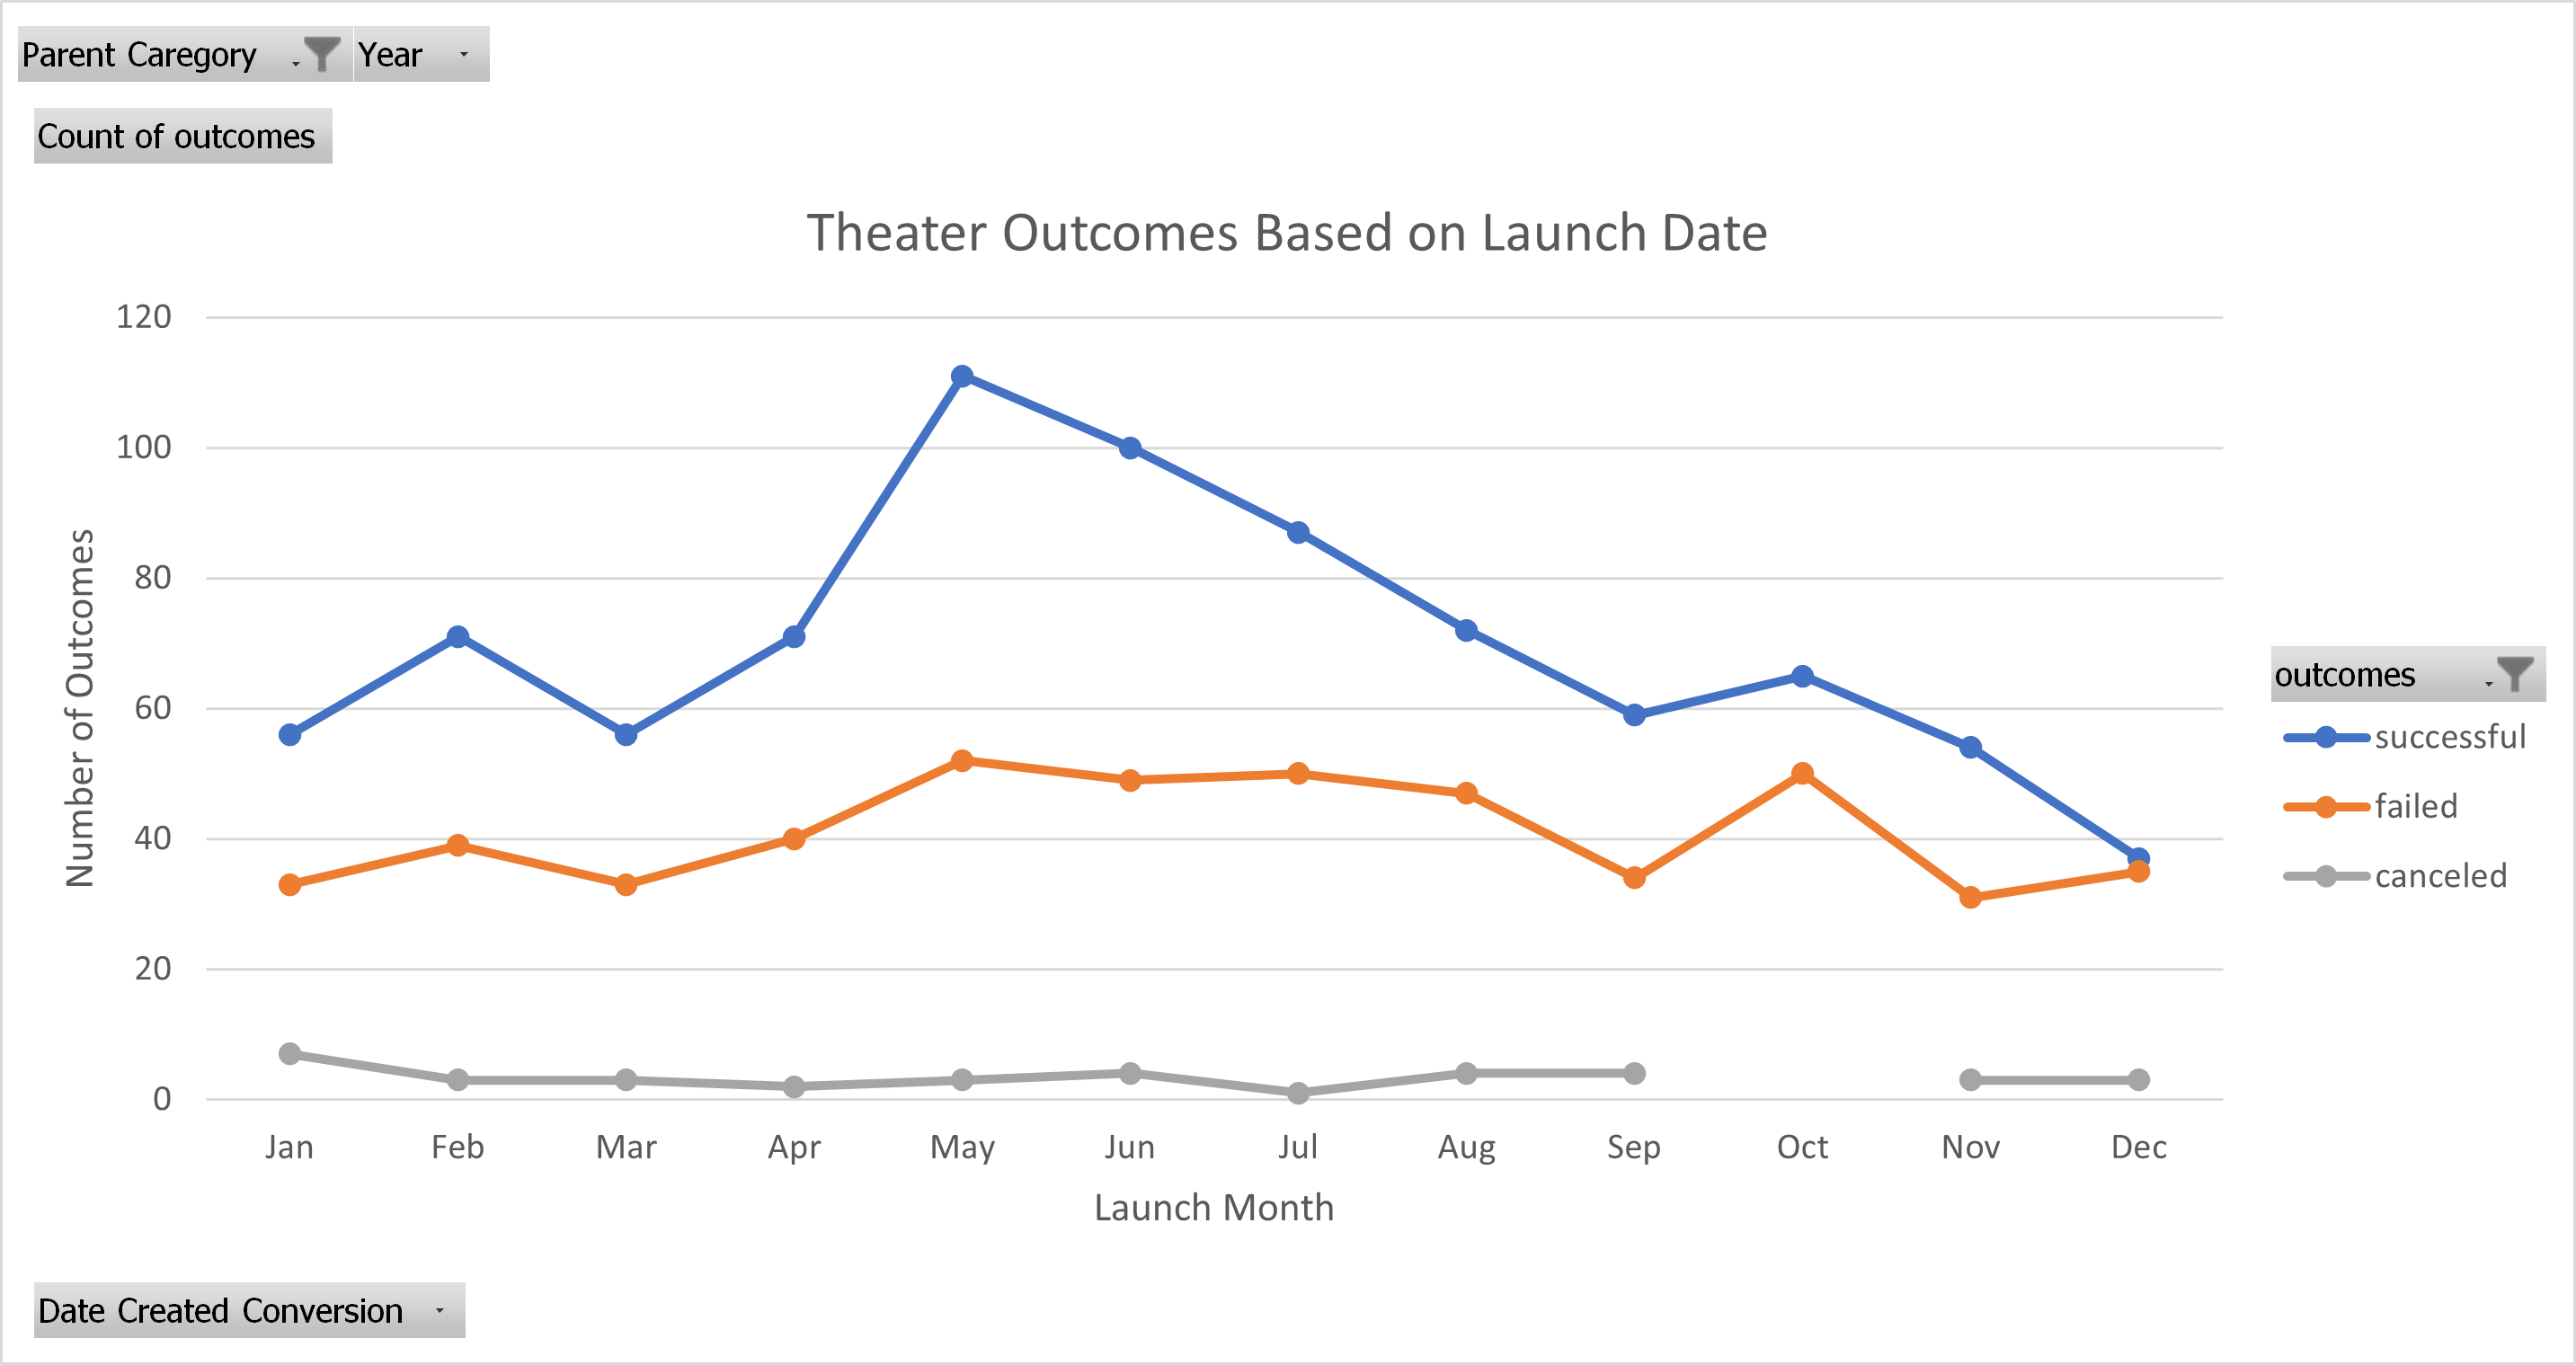 Parent Caregory Year
Count of outcomes
Theater Outcomes Based on Launch Date
120
100
80
60
40
20
0
Number of Outcomes
Jan Feb Mar Apr May Jun Jul Aug Sep Oct Nov Dec
Launch Month
outcomes
successful
failed
canceled
Date Created Conversion